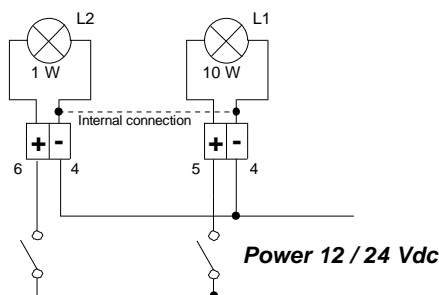 L2 L1
1 W 10 W
Internal connection
+ - + -
6 4 5 4
Power 12 / 24 Vdc